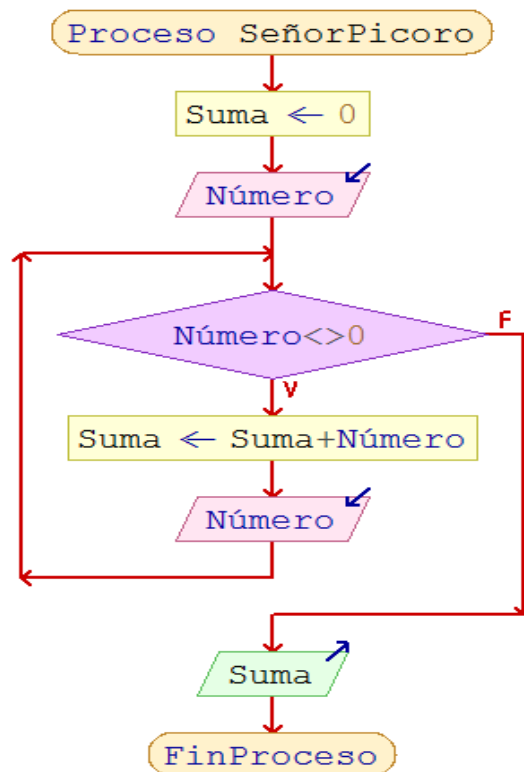 Proceso SeñorPicoro
Suma ← 0
Número
Número<>0
F
V
Suma ← Suma+Número
Número
Suma
FinProceso